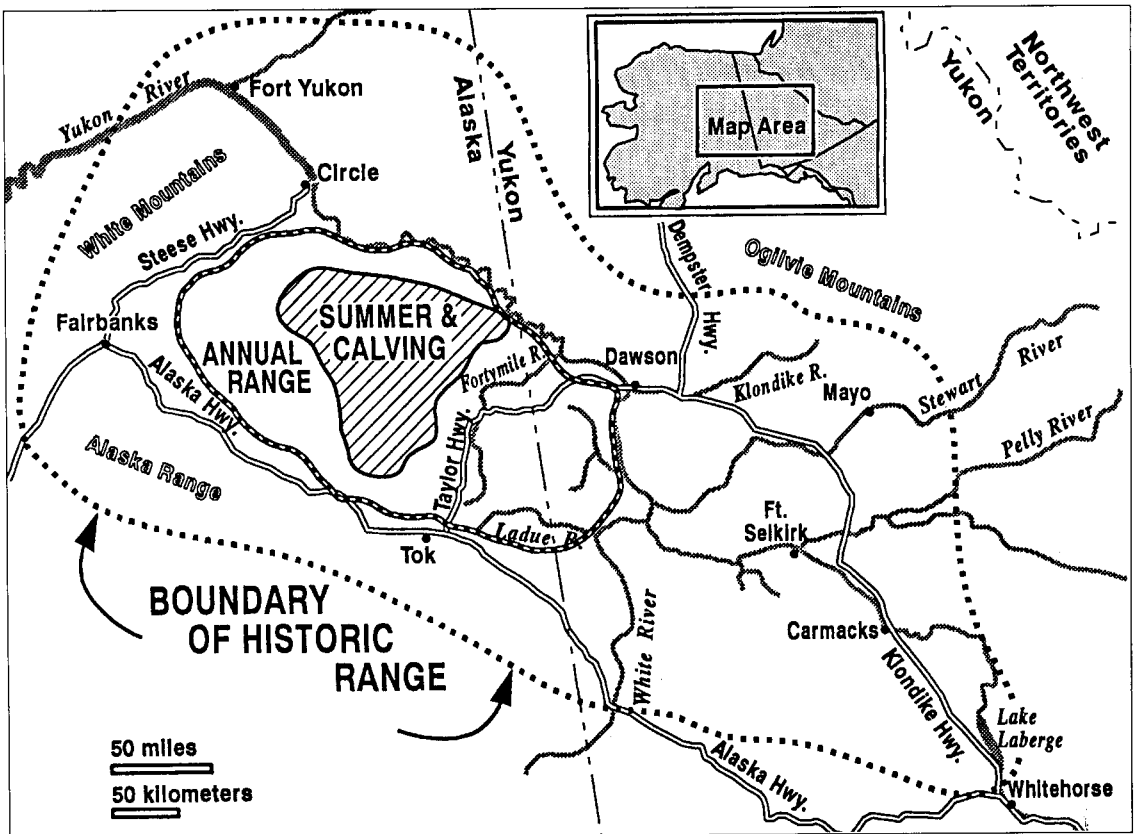 Yukon River
Fort Yukon
Circle
White Mountains
Steese Hwy.
Fairbanks
Alaska Hwy.
Alaska Range
ANNUAL
RANGE
SUMMER &
CALVING
Alaska
Yukon
Map Area
Yukon
Northwest
Territories
Dempster Hwy.
Ogilvie Mountains
Dawson
Fortymile R.
Klondike R.
Mayo
Stewart River
Pelly River
Taylor Hwy.
Ladue R.
Tok
Ft.
Selkirk
Carmacks
White River
Klondike Hwy.
Lake
Laberge
Whitehorse
Alaska Hwy.
BOUNDARY
OF HISTORIC
RANGE
50 miles
50 kilometers